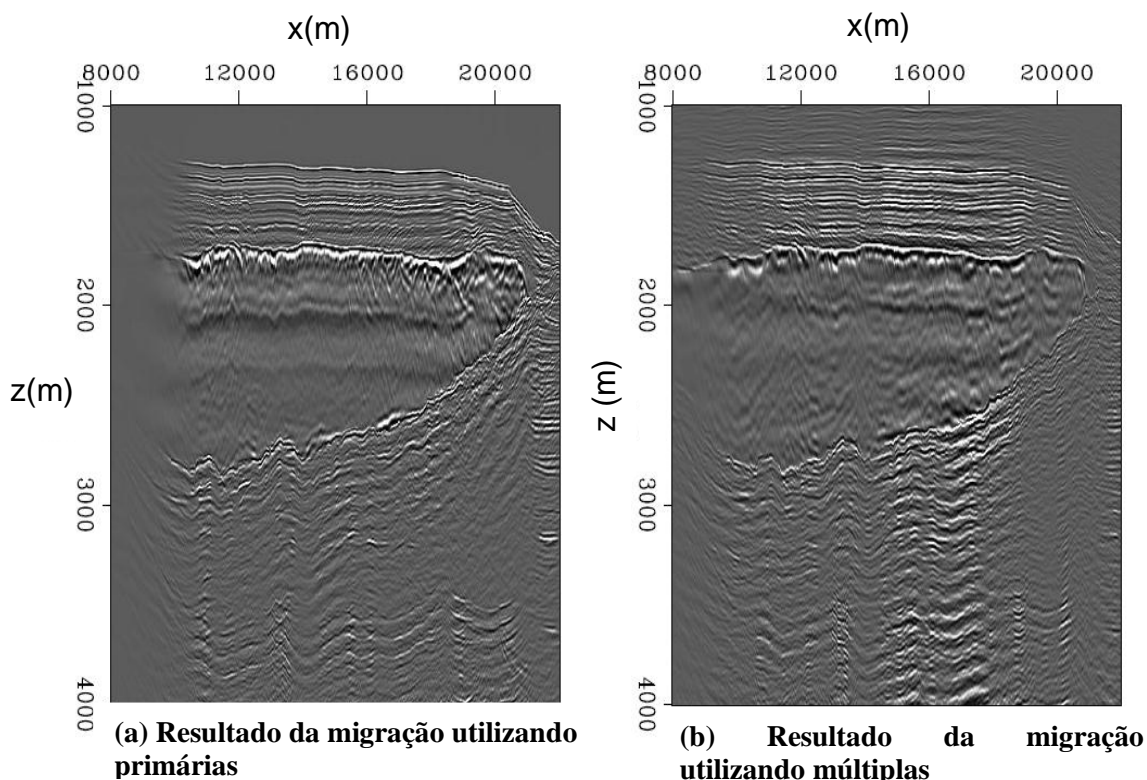 x(m)
8000 12000 16000 20000
1000
2000
3000
4000
z(m)
(a) Resultado da migração utilizando
primárias
x(m)
8000 12000 16000 20000
1000
2000
3000
4000
z (m)
(b) Resultado da migração
utilizando múltiplas